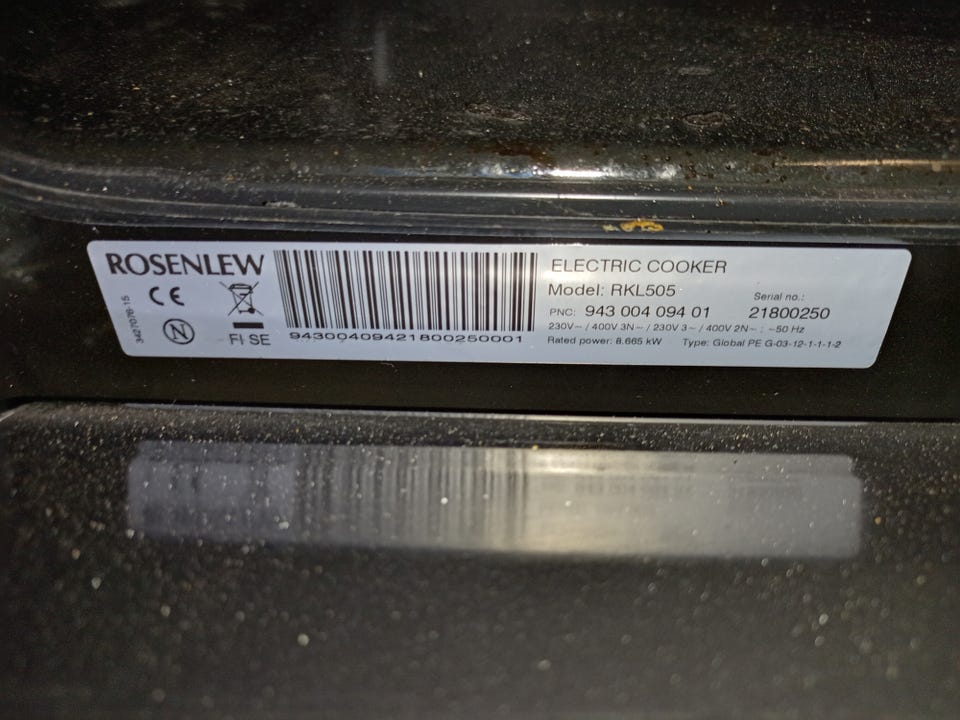 ROSENLEW
CE
N
FI SE
3427076-15
94300409421800250001
ELECTRIC COOKER
Model: RKL505
Serial no.:
PNC: 943 004 094 01 21800250
230V~ / 400V 3N~ / 230V 3~ / 400V 2N~ ; ~50 Hz
Rated power: 8.665 kW Type: Global PE G-03-12-1-1-1-2